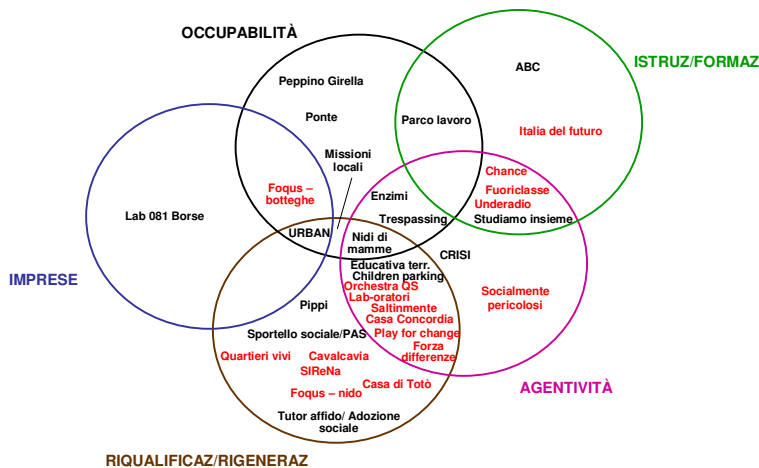 OCCUPABILITÀ
ISTRUZ/FORMAZ
ABC
Peppino Girella
Ponte
Parco lavoro
Italia del futuro
Missioni
locali
Chance
Foqus –
botteghe
Enzimi
Fuoriclasse
Underadio
Lab 081 Borse
Trespassing
Studiamo insieme
URBAN
Nidi di
mamme
CRISI
Educativa terr.
Children parking
IMPRESE
Orchestra QS
Lab-oratori
Socialmente
pericolosi
Pippi
Saltinmente
Casa Concordia
Sportello sociale/PAS
Play for change
Forza
differenze
Quartieri vivi
Cavalcavia
SIReNa
Casa di Totò
Foqus – nido
AGENTIVITÀ
Tutor affido/ Adozione
sociale
RIQUALIFICAZ/RIGENERAZ